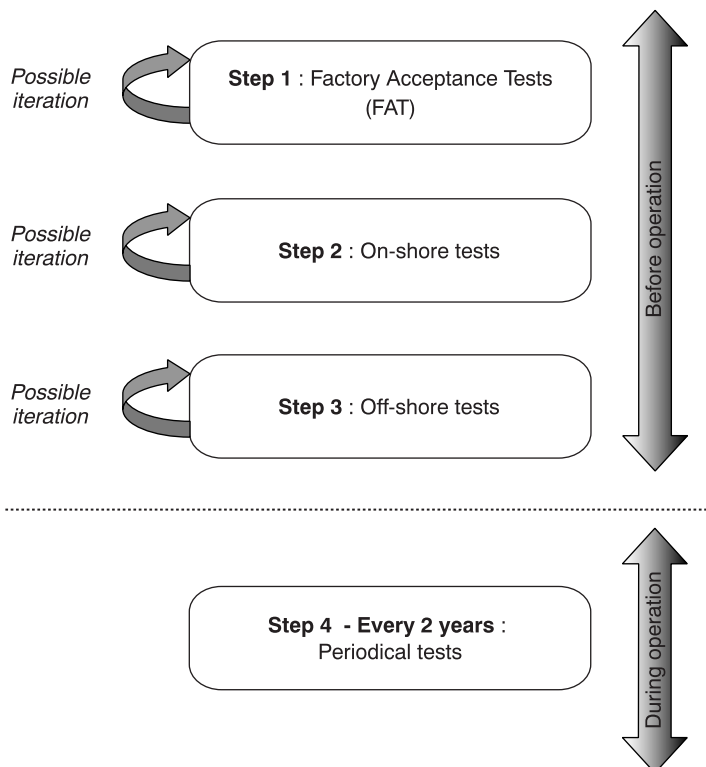 Possible
iteration
Step 1 : Factory Acceptance Tests
(FAT)
Possible
iteration
Step 2 : On-shore tests
Before operation
Possible
iteration
Step 3 : Off-shore tests
Step 4 - Every 2 years :
Periodical tests
During operation